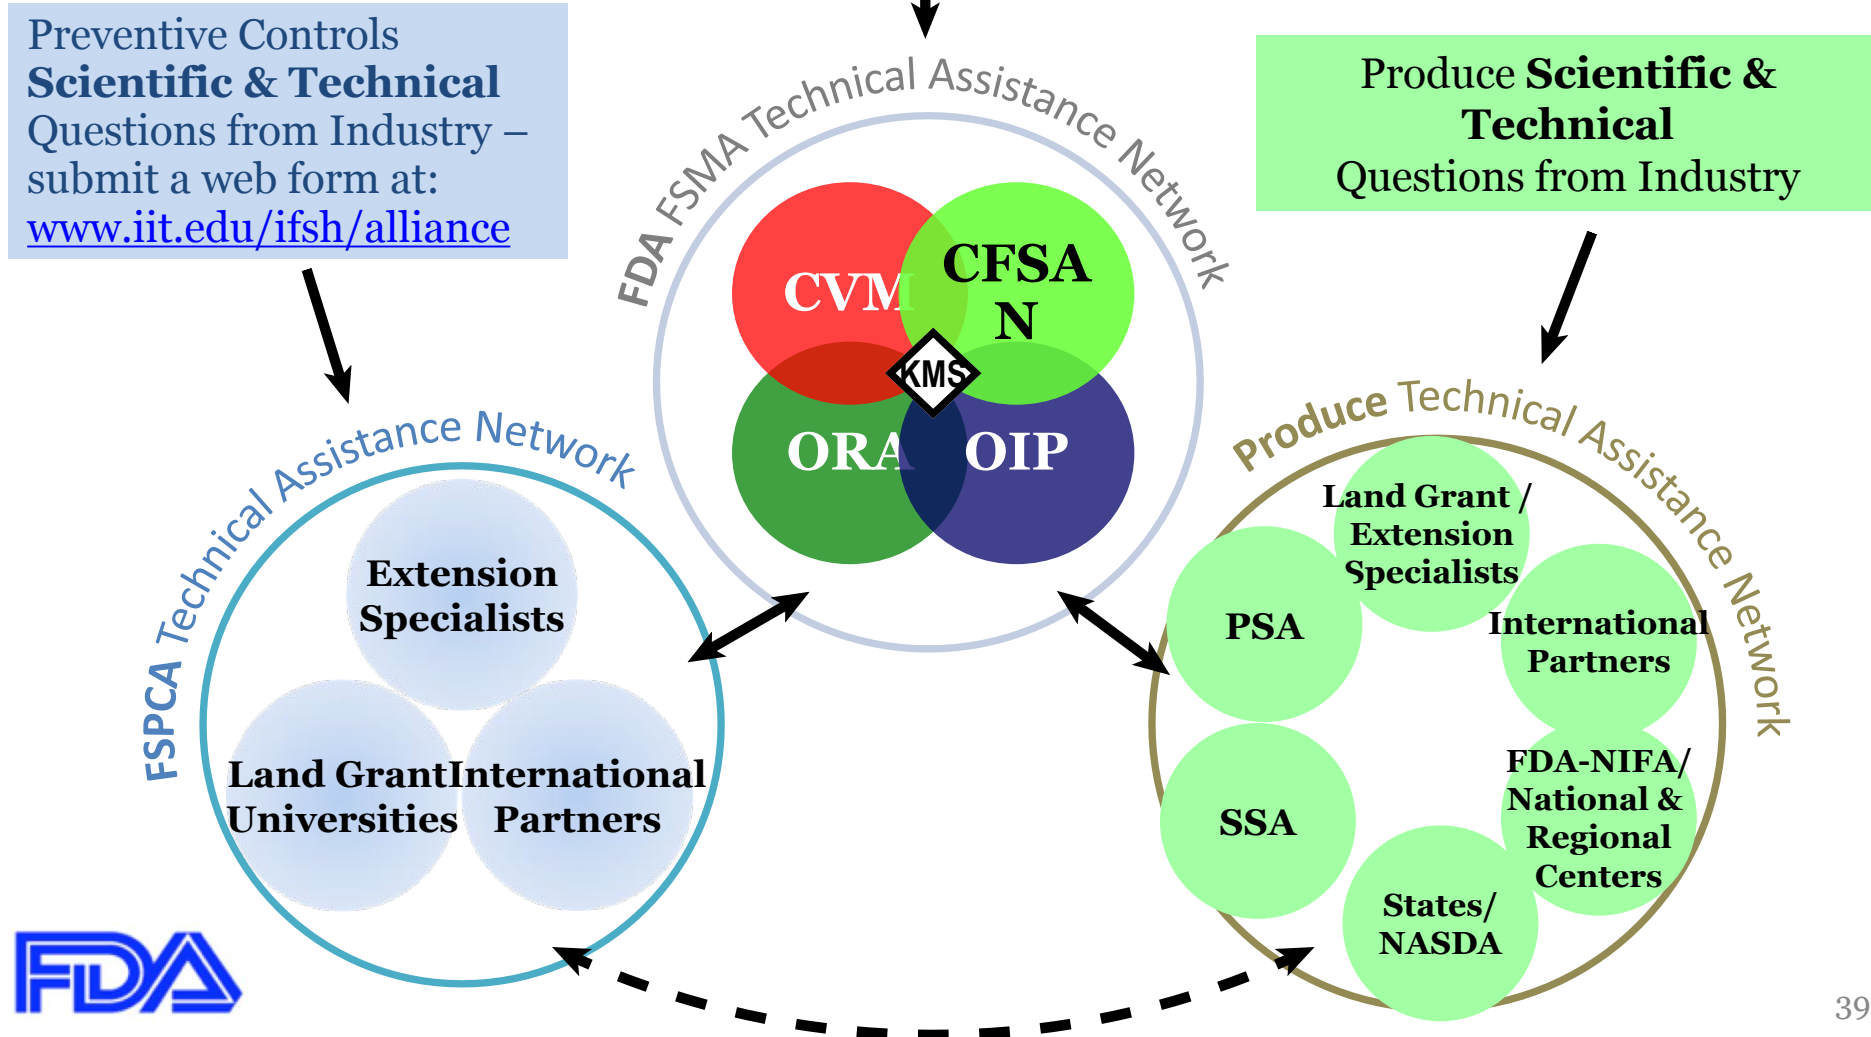 Preventive Controls
Scientific & Technical
Questions from Industry –
submit a web form at:
www.iit.edu/ifsh/alliance
Produce Scientific &
Technical
Questions from Industry
FDA FSMA Technical Assistance Network
CVM
CFSA
N
KMS
ORA
OIP
FSPCA Technical Assistance Network
Extension
Specialists
Land Grant
Universities
International
Partners
Produce Technical Assistance Network
Land Grant /
Extension
Specialists
PSA
International
Partners
SSA
FDA-NIFA/
National &
Regional
Centers
States/
NASDA
FDA
39